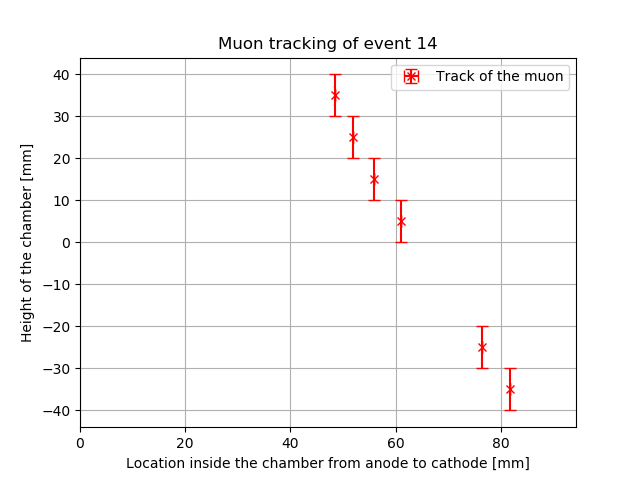 Muon tracking of event 14
Track of the muon
Height of the chamber [mm]
40
30
20
10
0
−10
−20
−30
−40
0 20 40 60 80
Location inside the chamber from anode to cathode [mm]